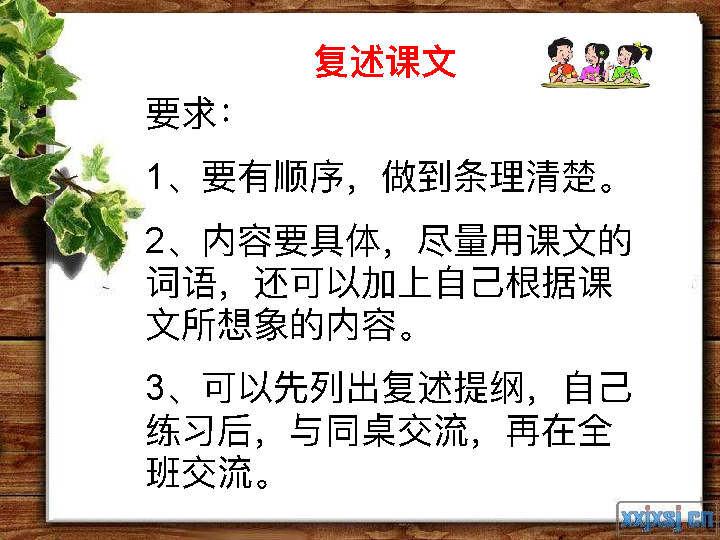 复述课文
要求：
1、要有顺序，做到条理清楚。
2、内容要具体，尽量用课文的
词语，还可以加上自己根据课
文所想象的内容。
3、可以先列出复述提纲，自己
练习后，与同桌交流，再在全
班交流。
xxjxsj.cn